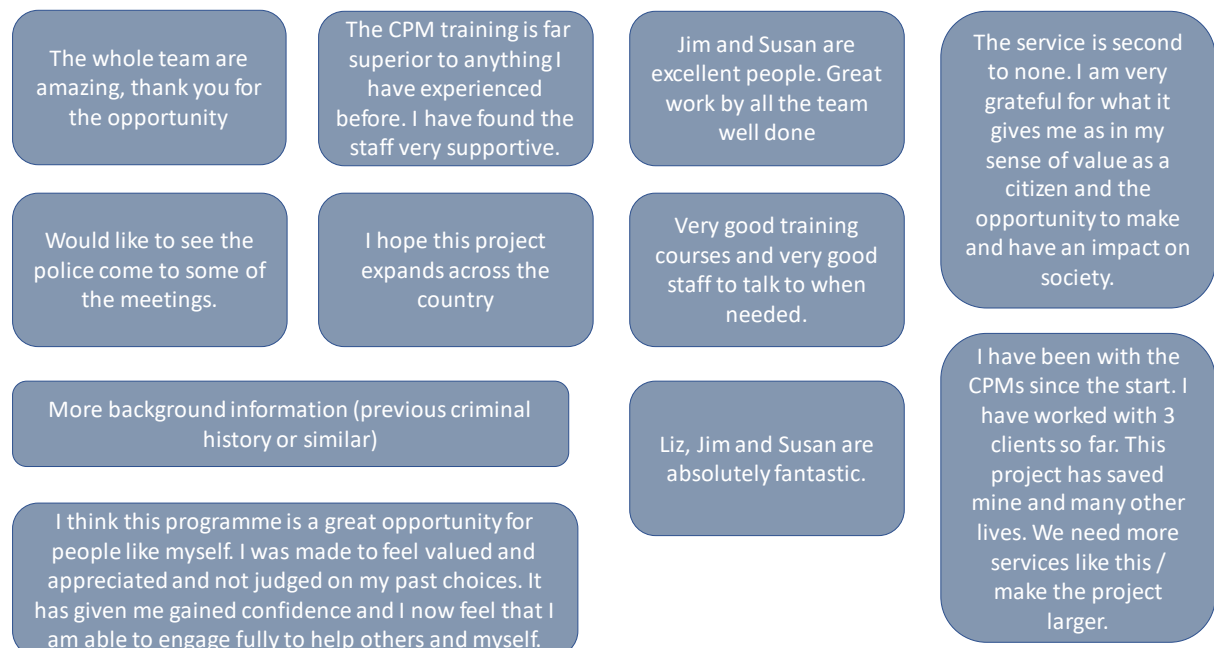 The whole team are
amazing, thank you for
the opportunity
The CPM training is far
superior to anything I
have experienced
before. I have found the
staff very supportive.
Jim and Susan are
excellent people. Great
work by all the team
well done
The service is second
to none. I am very
grateful for what it
gives me as in my
sense of value as a
citizen and the
opportunity to make
and have an impact on
society.
Would like to see the
police come to some of
the meetings.
I hope this project
expands across the
country
Very good training
courses and very good
staff to talk to when
needed.
I have been with the
CPMs since the start. I
have worked with 3
clients so far. This
project has saved
mine and many other
lives. We need more
services like this /
make the project
larger.
More background information (previous criminal
history or similar)
Liz, Jim and Susan are
absolutely fantastic.
I think this programme is a great opportunity for
people like myself. I was made to feel valued and
appreciated and not judged on my past choices. It
has given me gained confidence and I now feel that I
am able to engage fully to help others and myself.